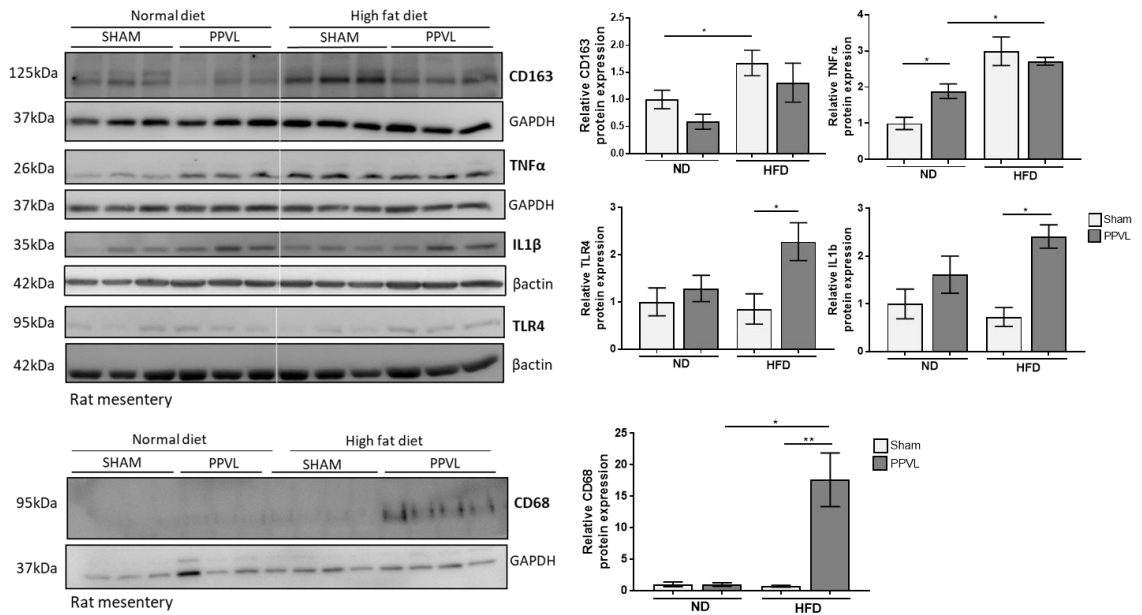 Normal diet
High fat diet
SHAM
PPVL
SHAM
PPVL
125kDa
CD163
37kDa
GAPDH
26kDa
TNFα
37kDa
GAPDH
35kDa
IL1β
42kDa
βactin
95kDa
TLR4
42kDa
βactin
Rat mesentery
Relative CD163
protein expression
2.5
2.0
1.5
1.0
0.5
0.0
*
ND
HFD
Relative TNFα
protein expression
4
3
2
1
0
*
*
ND
HFD
Relative TLR4
protein expression
3
2
1
0
*
ND
HFD
Relative IL1b
protein expression
3
2
1
0
*
ND
HFD
Sham
PPVL
Normal diet
High fat diet
SHAM
PPVL
SHAM
PPVL
95kDa
CD68
37kDa
GAPDH
Rat mesentery
Relative CD68
protein expression
25
20
15
10
5
0
*
**
ND
HFD
Sham
PPVL